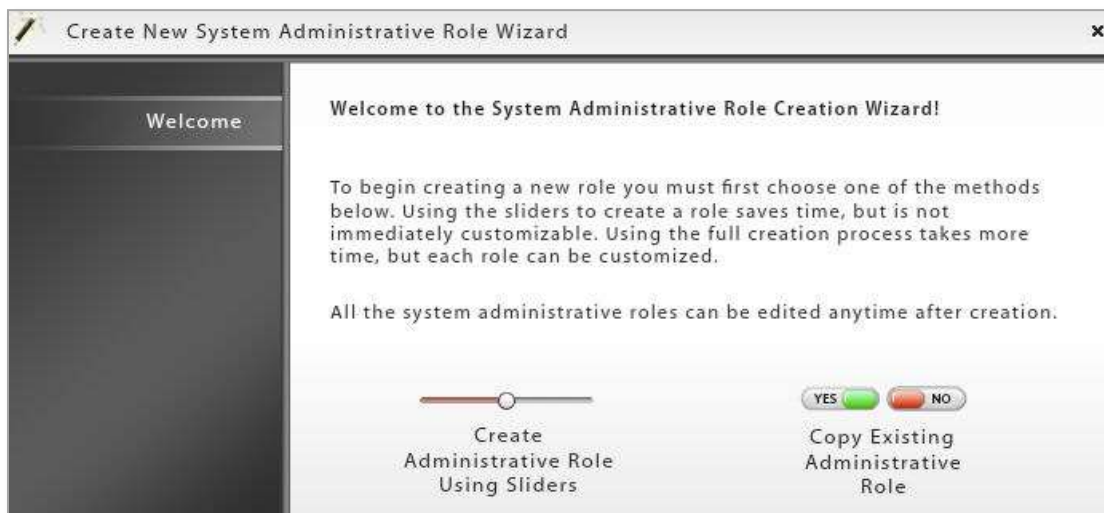 Create New System Administrative Role Wizard
Welcome
Welcome to the System Administrative Role Creation Wizard!
To begin creating a new role you must first choose one of the methods
below. Using the sliders to create a role saves time, but is not
immediately customizable. Using the full creation process takes more
time, but each role can be customized.
All the system administrative roles can be edited anytime after creation.
Create
Administrative Role
Using Sliders
YES NO
Copy Existing
Administrative
Role